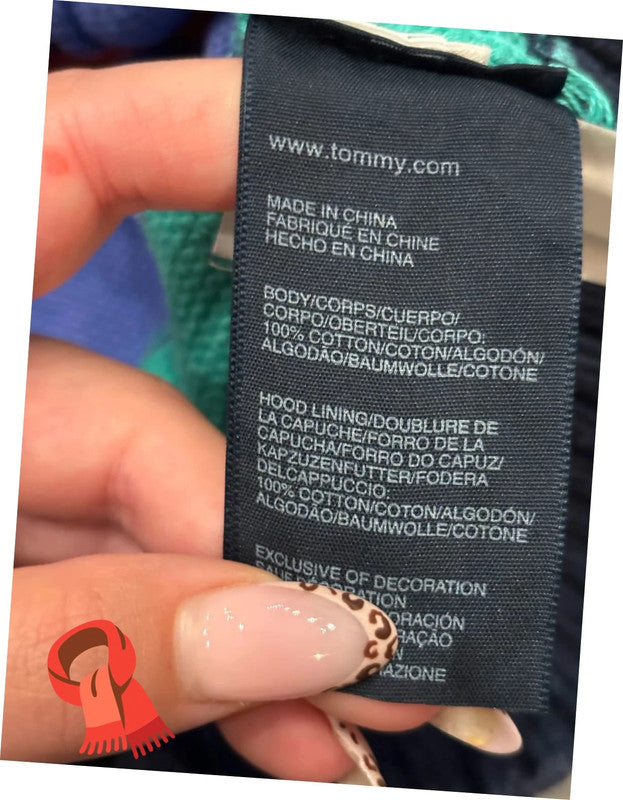 www.tommy.com
MADE IN CHINA
FABRIQUÉ EN CHINE
HECHO EN CHINA
BODY/CORPS/CUERPO/
CORPO/OBERTEIL/CORPO:
100% COTTON/COTON/ALGODÓN/
ALGODÃO/BAUMWOLLE/COTONE
HOOD LINING/DOUBLURE DE
LA CAPUCHE/FORRO DE LA
CAPUCHA/FORRO DO CAPUZ/
KAPZUZENFUTTER/FODERA
DELCAPPUCCIO:
100% COTTON/COTON/ALGODÓN/
ALGODÃO/BAUMWOLLE/COTONE
EXCLUSIVE OF DECORATION